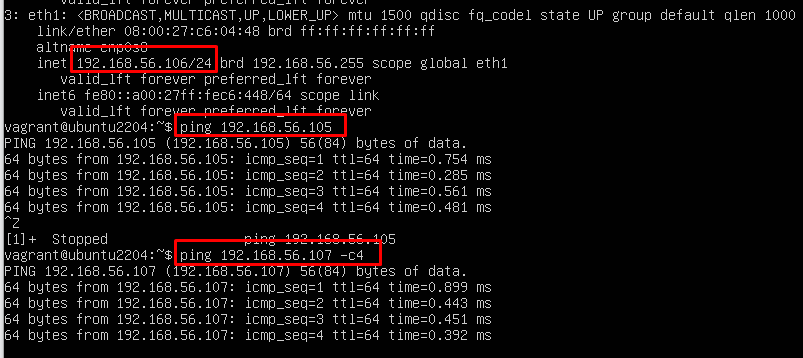 valid_lft forever preferred_lft forever
3: eth1: <BROADCAST,MULTICAST,UP,LOWER_UP> mtu 1500 qdisc fq_codel state UP group default qlen 1000
link/ether 08:00:27:c6:04:48 brd ff:ff:ff:ff:ff:ff
altname enp0s8
inet 192.168.56.106/24 brd 192.168.56.255 scope global eth1
valid_lft forever preferred_lft forever
inet6 fe80::a00:27ff:fec6:448/64 scope link
valid_lft forever preferred_lft forever
vagrant@ubuntu2204:~$ ping 192.168.56.105
PING 192.168.56.105 (192.168.56.105) 56(84) bytes of data.
64 bytes from 192.168.56.105: icmp_seq=1 ttl=64 time=0.754 ms
64 bytes from 192.168.56.105: icmp_seq=2 ttl=64 time=0.285 ms
64 bytes from 192.168.56.105: icmp_seq=3 ttl=64 time=0.561 ms
64 bytes from 192.168.56.105: icmp_seq=4 ttl=64 time=0.481 ms
^Z
[1]+  Stopped                 ping 192.168.56.105
vagrant@ubuntu2204:~$ ping 192.168.56.107 -c4
PING 192.168.56.107 (192.168.56.107) 56(84) bytes of data.
64 bytes from 192.168.56.107: icmp_seq=1 ttl=64 time=0.899 ms
64 bytes from 192.168.56.107: icmp_seq=2 ttl=64 time=0.443 ms
64 bytes from 192.168.56.107: icmp_seq=3 ttl=64 time=0.451 ms
64 bytes from 192.168.56.107: icmp_seq=4 ttl=64 time=0.392 ms